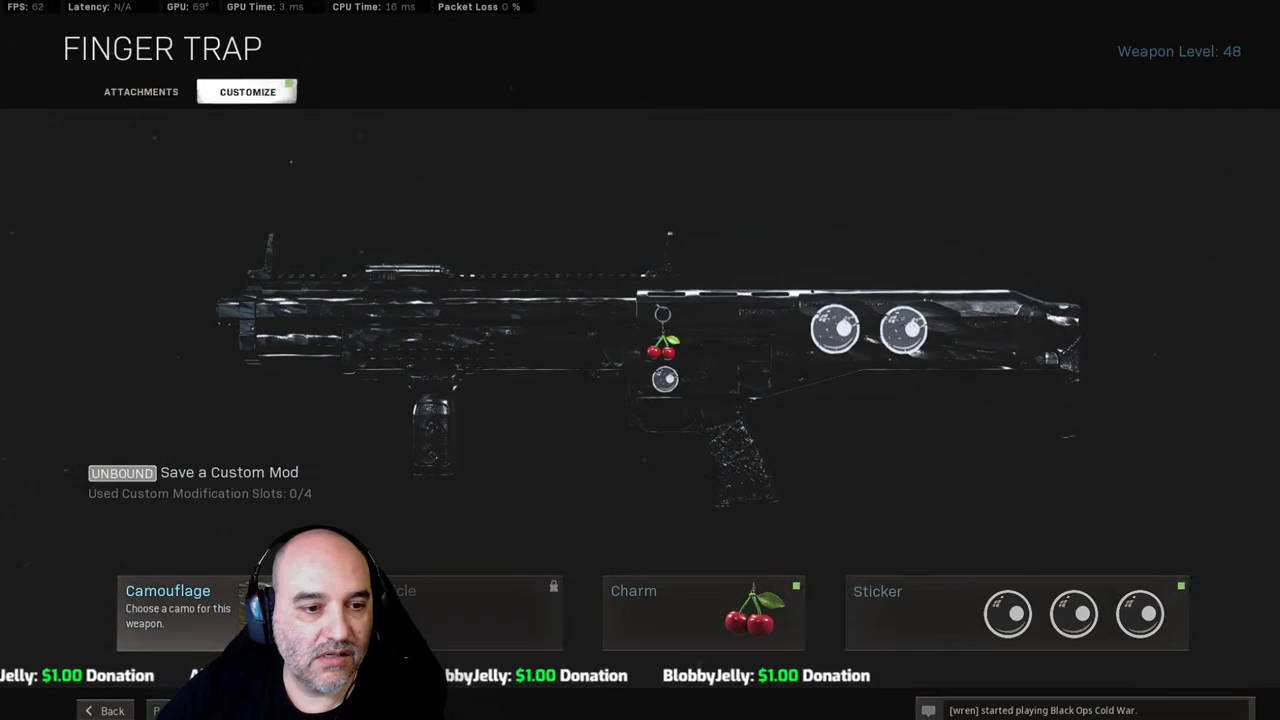 FPS: 62 Latency: N/A GPU: 69° GPU Time: 3 ms CPU Time: 16 ms Packet Loss 0 %
FINGER TRAP
Weapon Level: 48
ATTACHMENTS CUSTOMIZE
UNBOUND Save a Custom Mod
Used Custom Modification Slots: 0/4
Camouflage
Choose a camo for this
weapon.
cle
Charm
Sticker
Jelly: $1.00 Donation bbyJelly: $1.00 Donation BlobbyJelly: $1.00 Donation
Back
[wren] started playing Black Ops Cold War.